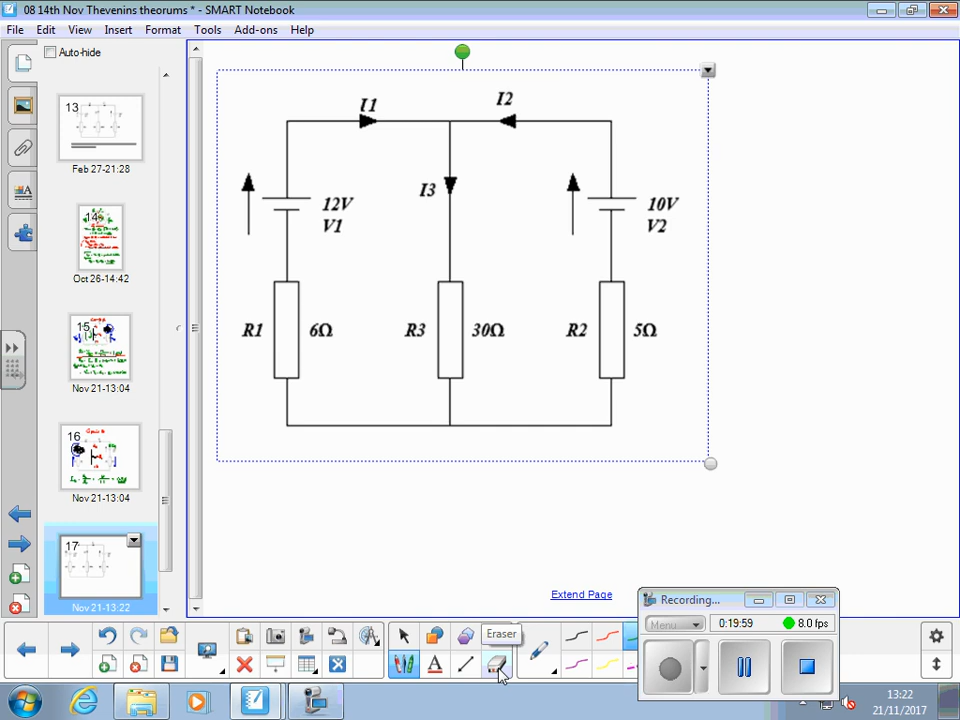 08 14th Nov Thevenins theorums * - SMART Notebook
File Edit View Insert Format Tools Add-ons Help
Auto-hide
13
Feb 27-21:28
14
Oct 26-14:42
15
Nov 21-13:04
16
Nov 21-13:04
17
Nov 21-13:22
I1
I2
I3
12V
V1
10V
V2
R1
6Ω
R3
30Ω
R2
5Ω
Extend Page
Eraser
A
Recording...
Menu
0:19:59
8.0 fps
13:22
21/11/2017